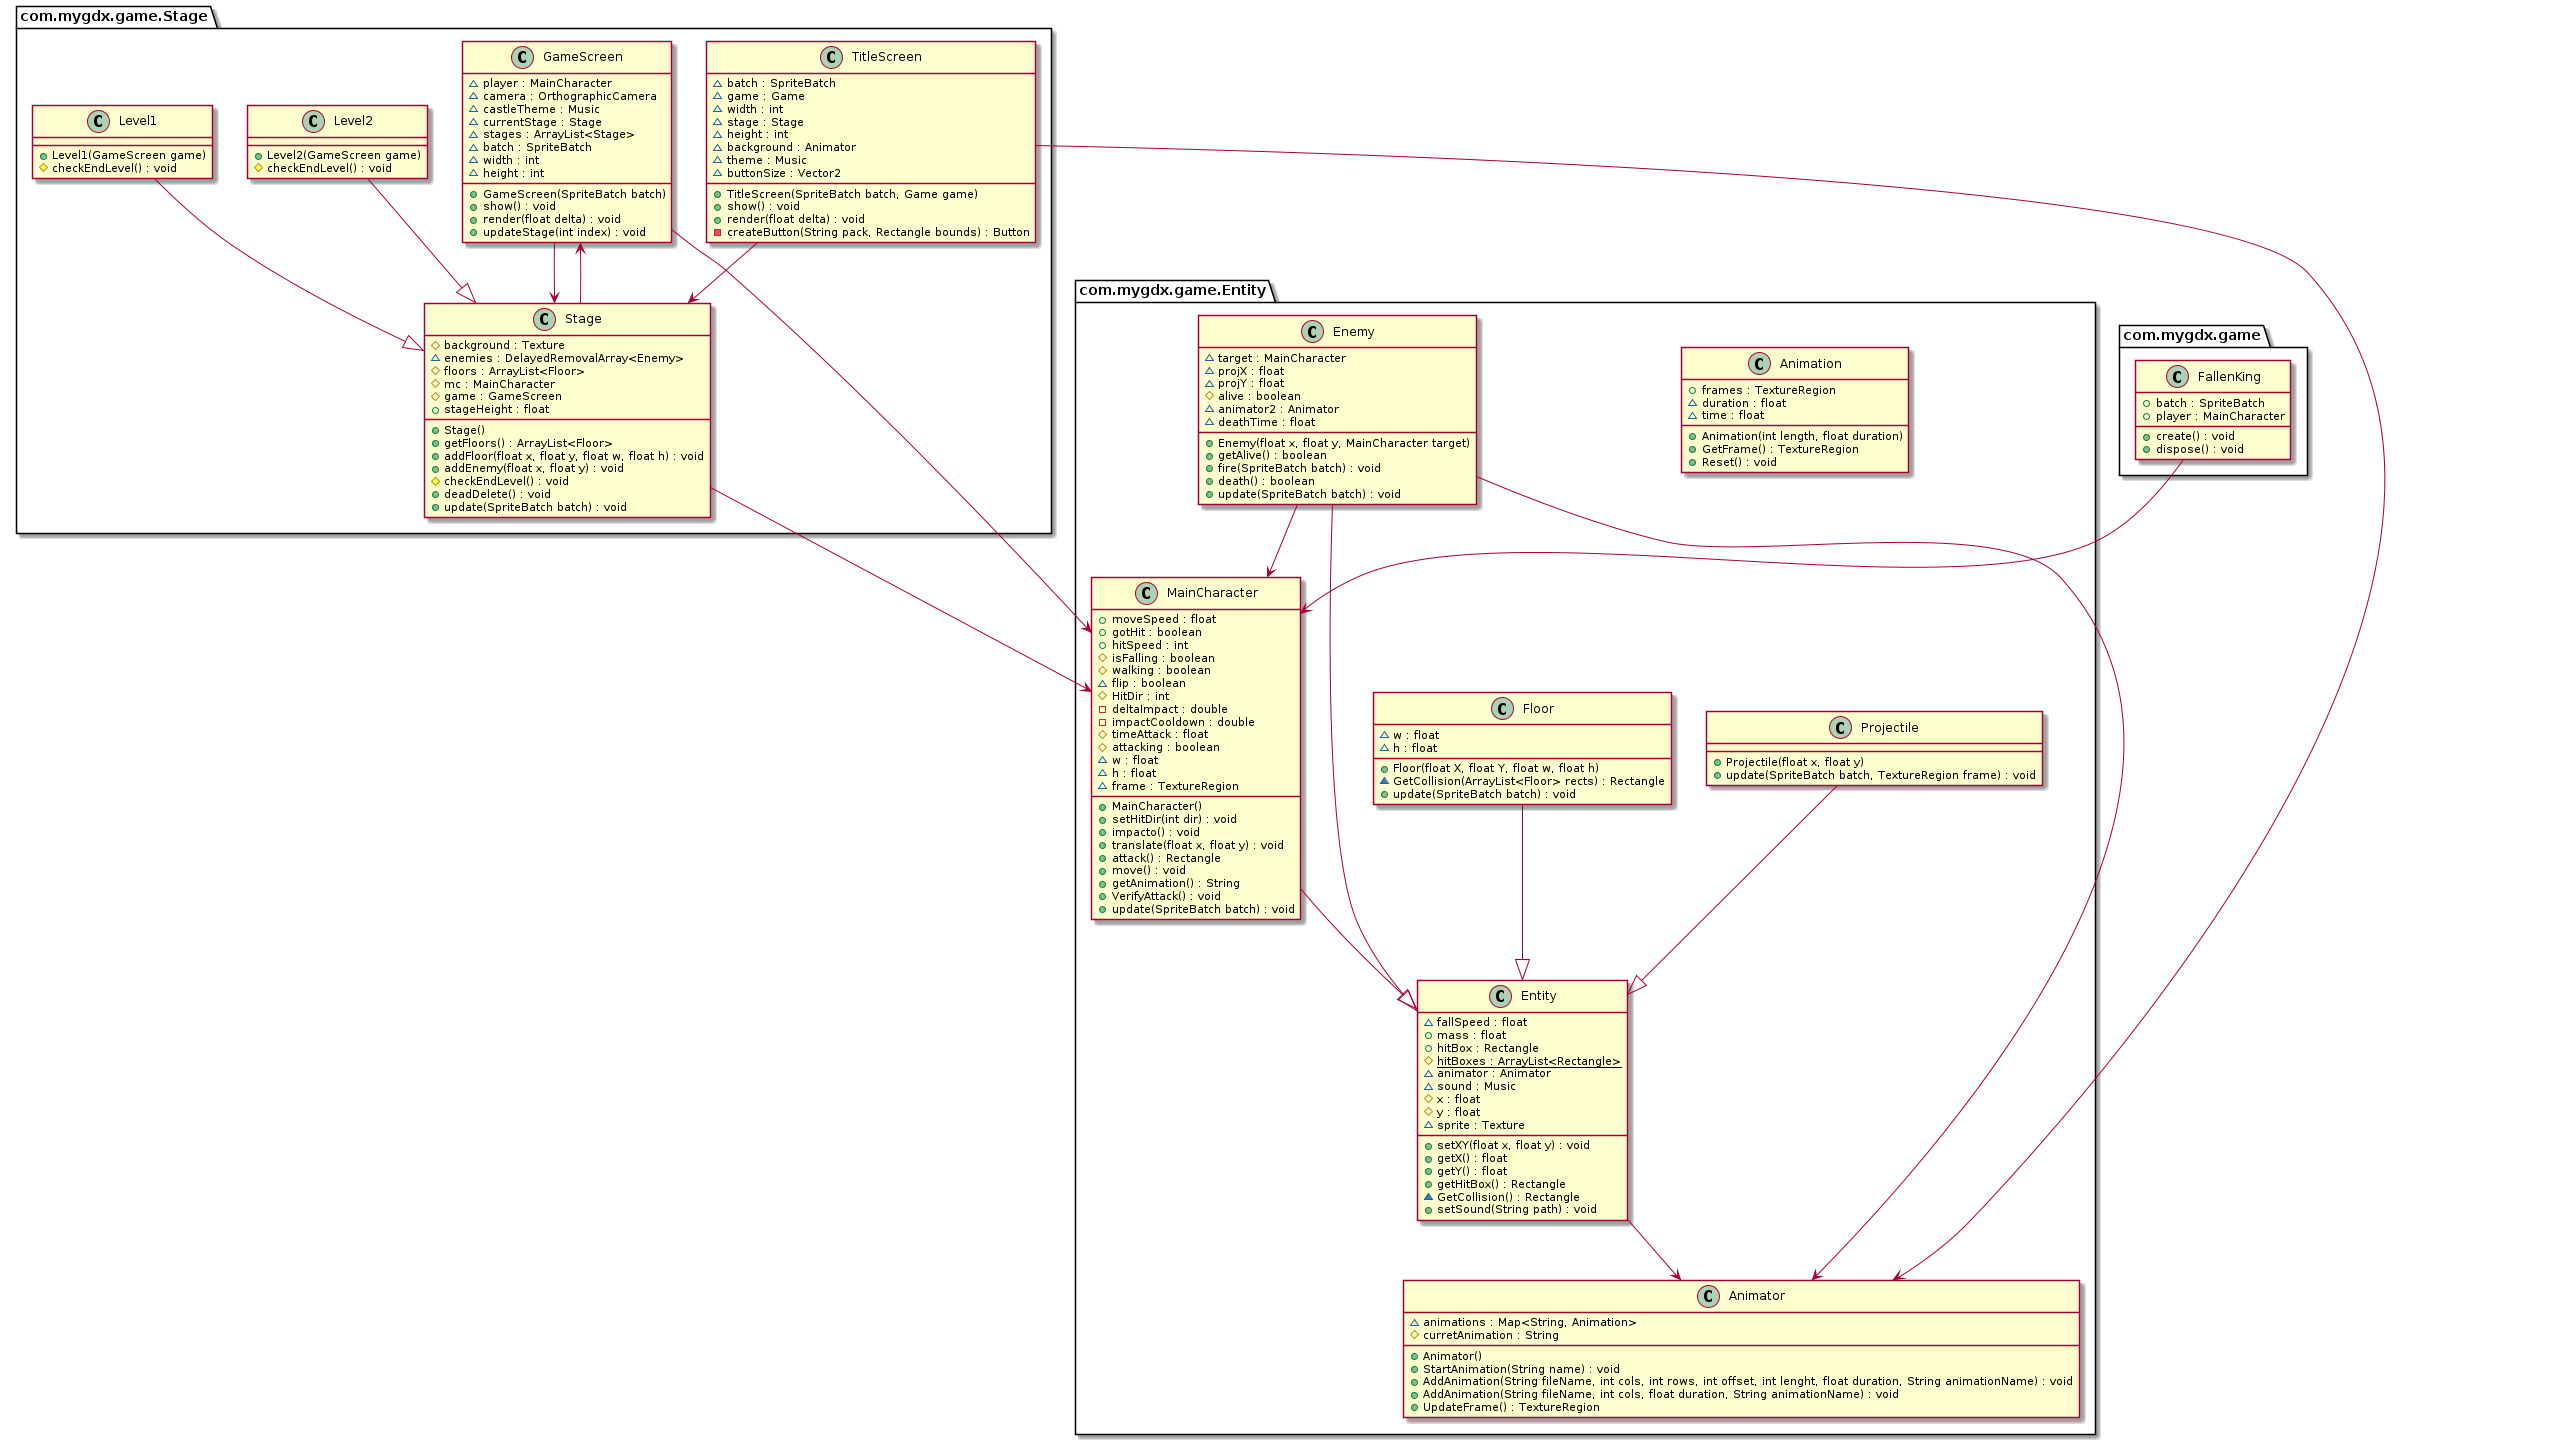 com.mygdx.game.Stage
GameScreen
player : MainCharacter
camera : OrthographicCamera
castleTheme : Music
currentStage : Stage
stages : ArrayList<Stage>
batch : SpriteBatch
width : int
height : int
GameScreen(SpriteBatch batch)
show() : void
render(float delta) : void
updateStage(int index) : void
TitleScreen
batch : SpriteBatch
game : Game
width : int
stage : Stage
height : int
background : Animator
theme : Music
buttonSize : Vector2
TitleScreen(SpriteBatch batch, Game game)
show() : void
render(float delta) : void
createButton(String pack, Rectangle bounds) : Button
Level1
Level1(GameScreen game)
checkEndLevel() : void
Level2
Level2(GameScreen game)
checkEndLevel() : void
Stage
background : Texture
enemies : DelayedRemovalArray<Enemy>
floors : ArrayList<Floor>
mc : MainCharacter
game : GameScreen
stageHeight : float
Stage()
getFloors() : ArrayList<Floor>
addFloor(float x, float y, float w, float h) : void
addEnemy(float x, float y) : void
checkEndLevel() : void
deadDelete() : void
update(SpriteBatch batch) : void
com.mygdx.game.Entity
Enemy
target : MainCharacter
projX : float
projY : float
alive : boolean
animator2 : Animator
deathTime : float
Enemy(float x, float y, MainCharacter target)
getAlive() : boolean
fire(SpriteBatch batch) : void
death() : boolean
update(SpriteBatch batch) : void
Animation
frames : TextureRegion
duration : float
time : float
Animation(int length, float duration)
GetFrame() : TextureRegion
Reset() : void
com.mygdx.game
FallenKing
batch : SpriteBatch
player : MainCharacter
create() : void
dispose() : void
MainCharacter
moveSpeed : float
gotHit : boolean
hitSpeed : int
isFalling : boolean
walking : boolean
flip : boolean
HitDir : int
deltaImpact : double
impactCooldown : double
timeAttack : float
attacking : boolean
w : float
h : float
frame : TextureRegion
MainCharacter()
setHitDir(int dir) : void
impacto() : void
translate(float x, float y) : void
attack() : Rectangle
move() : void
getAnimation() : String
VerifyAttack() : void
update(SpriteBatch batch) : void
Floor
w : float
h : float
Floor(float X, float Y, float w, float h)
GetCollision(ArrayList<Floor> rects) : Rectangle
update(SpriteBatch batch) : void
Projectile
Projectile(float x, float y)
update(SpriteBatch batch, TextureRegion frame) : void
Entity
fallSpeed : float
mass : float
hitBox : Rectangle
hitBoxes : ArrayList<Rectangle>
animator : Animator
sound : Music
x : float
y : float
sprite : Texture
setXY(float x, float y) : void
getX() : float
getY() : float
getHitBox() : Rectangle
GetCollision() : Rectangle
setSound(String path) : void
Animator
animations : Map<String, Animation>
curretAnimation : String
Animator()
StartAnimation(String name) : void
AddAnimation(String fileName, int cols, int rows, int offset, int lenght, float duration, String animationName) : void
AddAnimation(String fileName, int cols, float duration, String animationName) : void
UpdateFrame() : TextureRegion